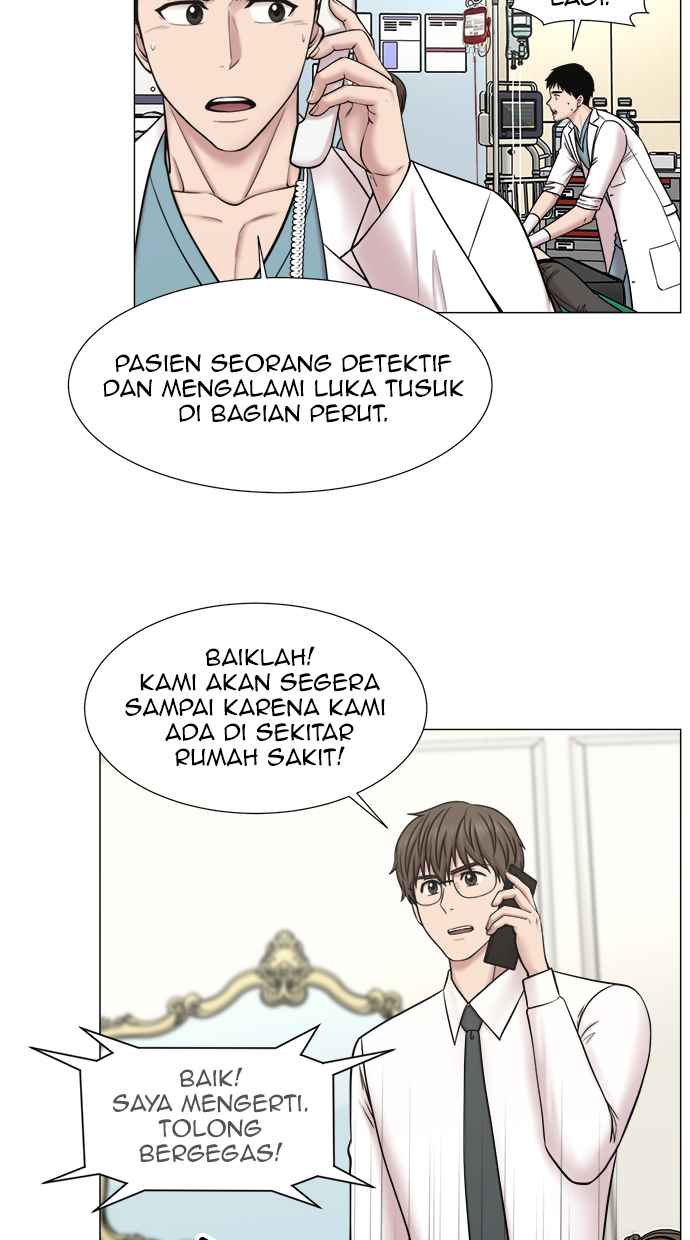 LAGI!
PASIEN SEORANG DETEKTIF
DAN MENGALAMI LUKA TUSUK
DI BAGIAN PERUT.
BAIKLAH!
KAMI AKAN SEGERA
SAMPAI KARENA KAMI
ADA DI SEKITAR
RUMAH SAKIT!
BAIK!
SAYA MENGERTI.
TOLONG
BERGEGAS!